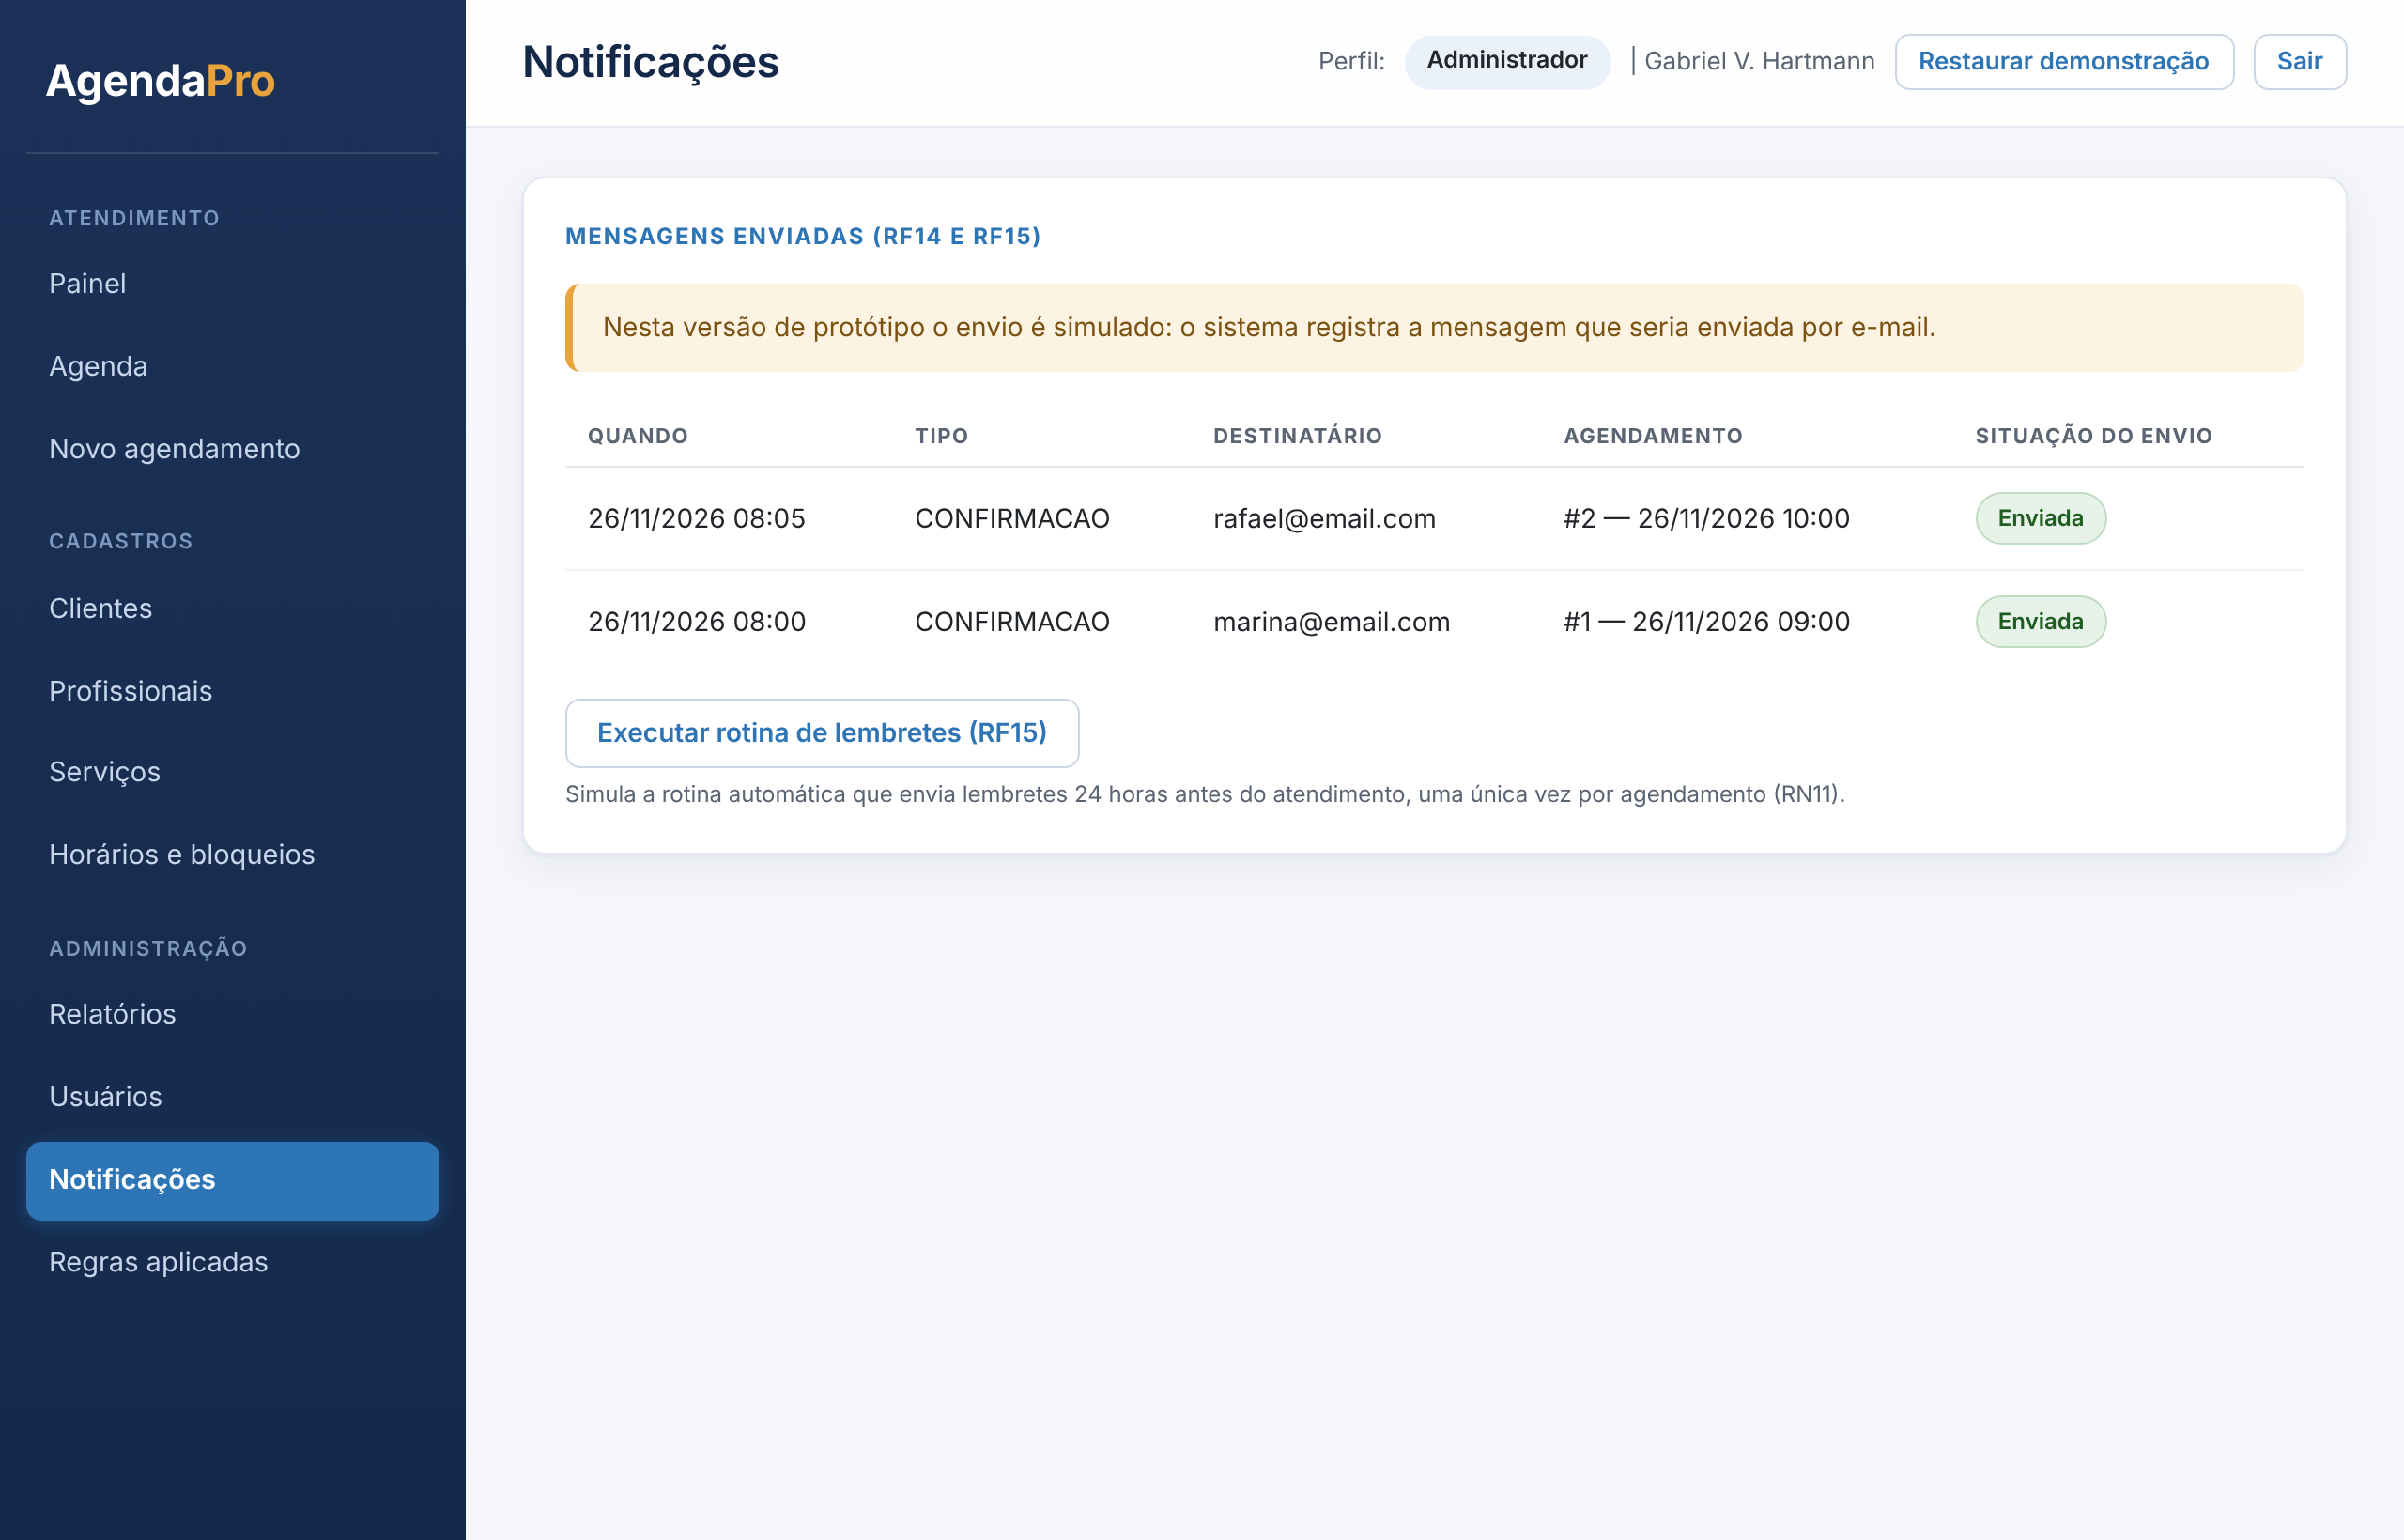 AgendaPro
ATENDIMENTO
Painel
Agenda
Novo agendamento
CADASTROS
Clientes
Profissionais
Serviços
Horários e bloqueios
ADMINISTRAÇÃO
Relatórios
Usuários
Notificações
Regras aplicadas
Notificações
Perfil: Administrador | Gabriel V. Hartmann Restaurar demonstração Sair
MENSAGENS ENVIADAS (RF14 E RF15)
Nesta versão de protótipo o envio é simulado: o sistema registra a mensagem que seria enviada por e-mail.
QUANDO TIPO DESTINATÁRIO AGENDAMENTO SITUAÇÃO DO ENVIO
26/11/2026 08:05 CONFIRMACAO rafael@email.com #2 — 26/11/2026 10:00 Enviada
26/11/2026 08:00 CONFIRMACAO marina@email.com #1 — 26/11/2026 09:00 Enviada
Executar rotina de lembretes (RF15)
Simula a rotina automática que envia lembretes 24 horas antes do atendimento, uma única vez por agendamento (RN11).